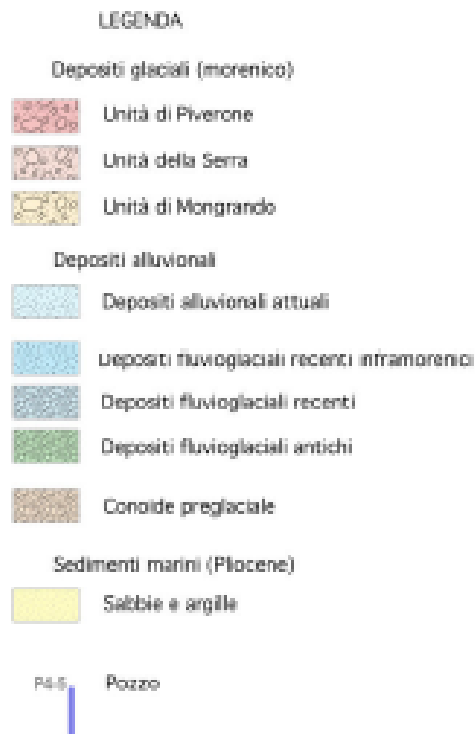 LEGENDA
Depositi glaciali (morenico)
Unità di Piverone
Unità della Serra
Unità di Mongrando
Depositi alluvionali
Depositi alluvionali attuali
Depositi fluvioglaciali recenti inframorenici
Depositi fluvioglaciali recenti
Depositi fluvioglaciali antichi
Conoide preglaciale
Sedimenti marini (Pliocene)
Sabbie e argille
Pozzo